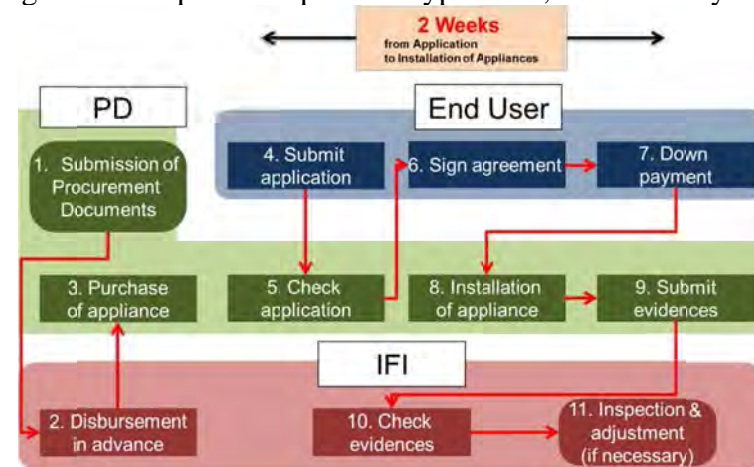 2 Weeks
from Application
to Installation of Appliances
PD
End User
1. Submission of
Procurement
Documents
4. Submit
application
6. Sign agreement
7. Down
payment
3. Purchase
of appliance
5. Check
application
8. Installation
of appliance
9. Submit
evidences
IFI
2. Disbursement
in advance
10. Check
evidences
11. Inspection &
adjustment
(if necessary)